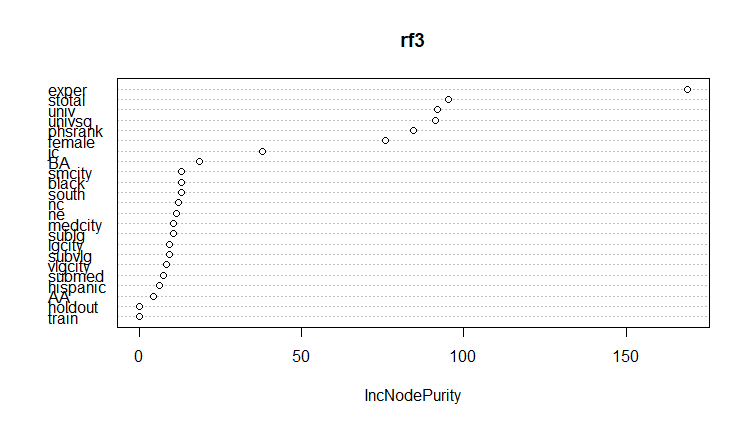 rf3
exper
stotal
univ
univsq
phsrank
female
jc
BA
smcity
black
south
nc
ne
medcity
sublg
lgcity
subvlg
vlgcity
submed
hispanic
AA
holdout
train
0 50 100 150
IncNodePurity